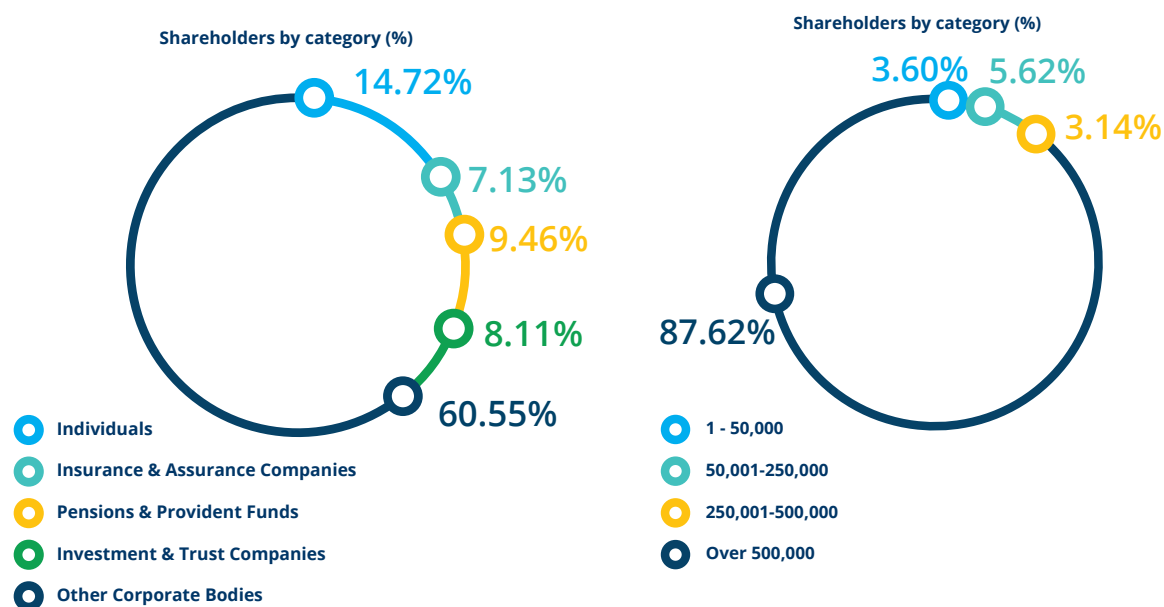 Shareholders by category (%)
14.72%
7.13%
9.46%
8.11%
60.55%
Individuals
Insurance & Assurance Companies
Pensions & Provident Funds
Investment & Trust Companies
Other Corporate Bodies
Shareholders by category (%)
3.60%
5.62%
3.14%
87.62%
1 - 50,000
50,001-250,000
250,001-500,000
Over 500,000